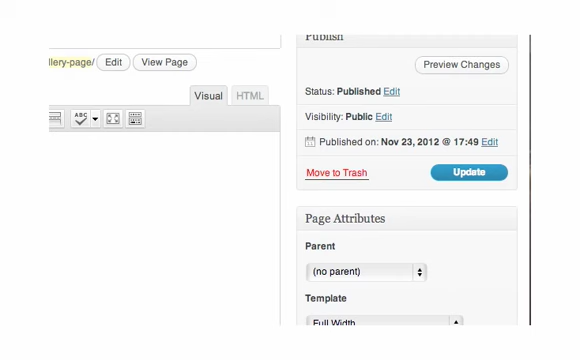 Publish
llery-page/ Edit View Page
Preview Changes
Status: Published Edit
Visual HTML
Visibility: Public Edit
ABC
Published on: Nov 23, 2012 @ 17:49 Edit
Move to Trash Update
Page Attributes
Parent
(no parent)
Template
Full Width